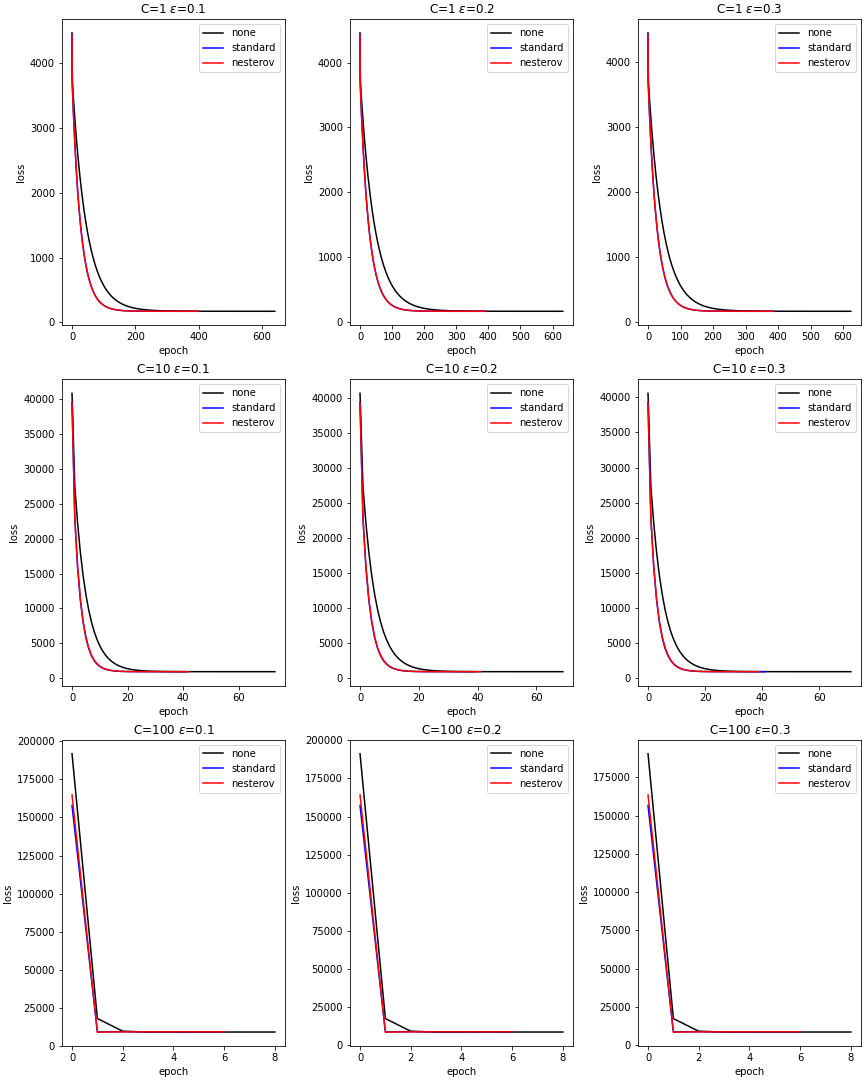 C=1 ε=0.1
none
standard
nesterov
4000
3000
2000
1000
0
loss
0 200 400 600
epoch
C=1 ε=0.2
none
standard
nesterov
4000
3000
2000
1000
0
loss
0 100 200 300 400 500 600
epoch
C=1 ε=0.3
none
standard
nesterov
4000
3000
2000
1000
0
loss
0 100 200 300 400 500 600
epoch
C=10 ε=0.1
none
standard
nesterov
40000
35000
30000
25000
20000
15000
10000
5000
0
loss
0 20 40 60
epoch
C=10 ε=0.2
none
standard
nesterov
40000
35000
30000
25000
20000
15000
10000
5000
0
loss
0 20 40 60
epoch
C=10 ε=0.3
none
standard
nesterov
40000
35000
30000
25000
20000
15000
10000
5000
0
loss
0 20 40 60
epoch
C=100 ε=0.1
none
standard
nesterov
200000
175000
150000
125000
100000
75000
50000
25000
0
loss
0 2 4 6 8
epoch
C=100 ε=0.2
none
standard
nesterov
200000
175000
150000
125000
100000
75000
50000
25000
0
loss
0 2 4 6 8
epoch
C=100 ε=0.3
none
standard
nesterov
175000
150000
125000
100000
75000
50000
25000
0
loss
0 2 4 6 8
epoch